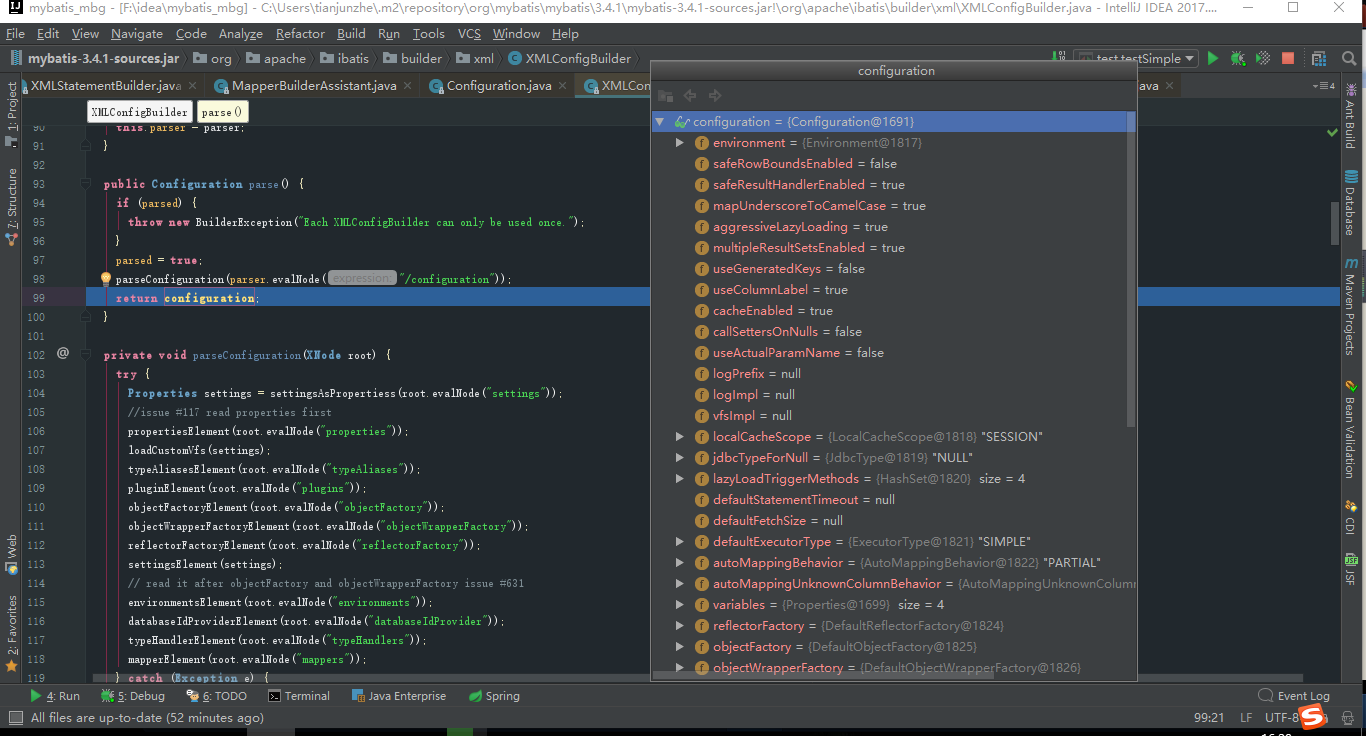 mybatis_mbg - [F:\idea\mybatis_mbg] - C:\Users\tianjunzhe\.m2\repository\org\mybatis\mybatis\3.4.1\mybatis-3.4.1-sources.jar!\org\apache\ibatis\builder\xml\XMLConfigBuilder.java - IntelliJ IDEA 2017....
File Edit View Navigate Code Analyze Refactor Build Run Tools VCS Window Help
mybatis-3.4.1-sources.jar org apache ibatis builder xml XMLConfigBuilder test.testSimple
XMLStatementBuilder.java MapperBuilderAssistant.java Configuration.java XMLCon ava 4
XMLConfigBuilder parse()
90 this.parser = parser;
91 }
92
93 public Configuration parse() {
94 if (parsed) {
95 throw new BuilderException("Each XMLConfigBuilder can only be used once.");
96 }
97 parsed = true;
98 parseConfiguration(parser.evalNode( expression: "/configuration"));
99 return configuration;
100 }
101
102 @ private void parseConfiguration(XNode root) {
103 try {
104 Properties settings = settingsAsPropertiess(root.evalNode("settings"));
105 //issue #117 read properties first
106 propertiesElement(root.evalNode("properties"));
107 loadCustomVfs(settings);
108 typeAliasesElement(root.evalNode("typeAliases"));
109 pluginElement(root.evalNode("plugins"));
110 objectFactoryElement(root.evalNode("objectFactory"));
111 objectWrapperFactoryElement(root.evalNode("objectWrapperFactory"));
112 reflectorFactoryElement(root.evalNode("reflectorFactory"));
113 settingsElement(settings);
114 // read it after objectFactory and objectWrapperFactory issue #631
115 environmentsElement(root.evalNode("environments"));
116 databaseIdProviderElement(root.evalNode("databaseIdProvider"));
117 typeHandlerElement(root.evalNode("typeHandlers"));
118 mapperElement(root.evalNode("mappers"));
119 } catch (Exception e) {
configuration
configuration = {Configuration@1691}
environment = {Environment@1817}
safeRowBoundsEnabled = false
safeResultHandlerEnabled = true
mapUnderscoreToCamelCase = true
aggressiveLazyLoading = true
multipleResultSetsEnabled = true
useGeneratedKeys = false
useColumnLabel = true
cacheEnabled = true
callSettersOnNulls = false
useActualParamName = false
logPrefix = null
logImpl = null
vfsImpl = null
localCacheScope = {LocalCacheScope@1818} "SESSION"
jdbcTypeForNull = {JdbcType@1819} "NULL"
lazyLoadTriggerMethods = {HashSet@1820} size = 4
defaultStatementTimeout = null
defaultFetchSize = null
defaultExecutorType = {ExecutorType@1821} "SIMPLE"
autoMappingBehavior = {AutoMappingBehavior@1822} "PARTIAL"
autoMappingUnknownColumnBehavior = {AutoMappingUnknownColumn
variables = {Properties@1699} size = 4
reflectorFactory = {DefaultReflectorFactory@1824}
objectFactory = {DefaultObjectFactory@1825}
objectWrapperFactory = {DefaultObjectWrapperFactory@1826}
1: Project
7: Structure
Web
2: Favorites
Ant Build
Database
Maven Projects
Bean Validation
CDI
JSF
4: Run 5: Debug 6: TODO Terminal Java Enterprise Spring Event Log
All files are up-to-date (52 minutes ago) 99:21 LF UTF-8